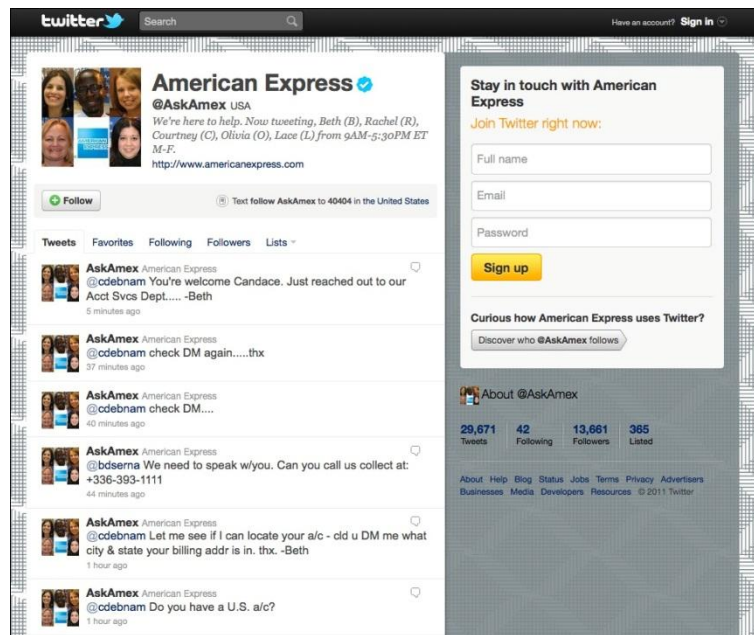 twitter
Search
Have an account? Sign in
American Express
@AskAmex USA
We're here to help. Now tweeting, Beth (B), Rachel (R),
Courtney (C), Olivia (O), Lace (L) from 9AM-5:30PM ET
M-F.
http://www.americanexpress.com
Follow
Text follow AskAmex to 40404 in the United States
Tweets Favorites Following Followers Lists
AskAmex American Express
@cdebnam You're welcome Candace. Just reached out to our
Acct Svcs Dept..... -Beth
5 minutes ago
AskAmex American Express
@cdebnam check DM again.....thx
37 minutes ago
AskAmex American Express
@cdebnam check DM....
40 minutes ago
AskAmex American Express
@bdserna We need to speak w/you. Can you call us collect at:
+336-393-1111
44 minutes ago
AskAmex American Express
@cdebnam Let me see if I can locate your a/c - cld u DM me what
city & state your billing addr is in. thx. -Beth
1 hour ago
AskAmex American Express
@cdebnam Do you have a U.S. a/c?
1 hour ago
Stay in touch with American
Express
Join Twitter right now:
Full name
Email
Password
Sign up
Curious how American Express uses Twitter?
Discover who @AskAmex follows
About @AskAmex
29,671 42 13,661 365
Tweets Following Followers Listed
About Help Blog Status Jobs Terms Privacy Advertisers
Businesses Media Developers Resources © 2011 Twitter